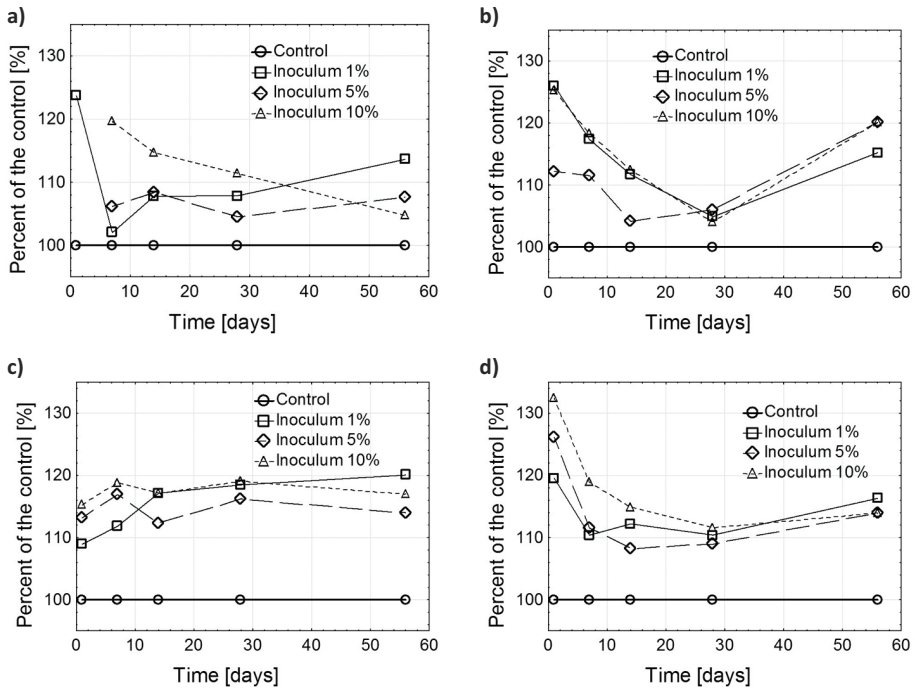 a)
Percent of the control [%]
130
120
110
100
0 10 20 30 40 50 60
Time [days]
Control
Inoculum 1%
Inoculum 5%
Inoculum 10%
b)
Percent of the control [%]
130
120
110
100
0 10 20 30 40 50 60
Time [days]
Control
Inoculum 1%
Inoculum 5%
Inoculum 10%
c)
Percent of the control [%]
130
120
110
100
0 10 20 30 40 50 60
Time [days]
Control
Inoculum 1%
Inoculum 5%
Inoculum 10%
d)
Percent of the control [%]
130
120
110
100
0 10 20 30 40 50 60
Time [days]
Control
Inoculum 1%
Inoculum 5%
Inoculum 10%